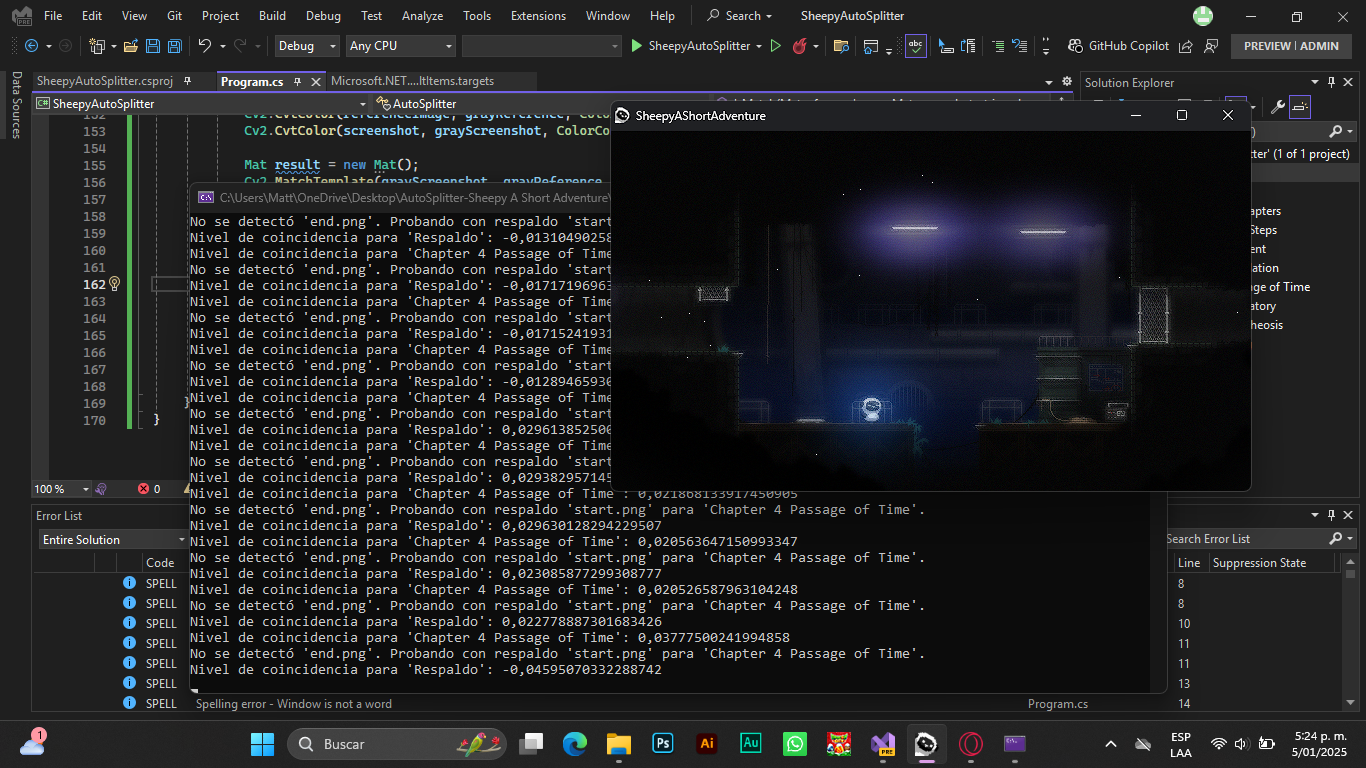 File Edit View Git Project Build Debug Test Analyze Tools Extensions Window Help Search SheepyAutoSplitter
Debug Any CPU SheepyAutoSplitter GitHub Copilot PREVIEW | ADMIN
Data Sources
SheepyAutoSplitter.csproj Program.cs Microsoft.NET....ltItems.targets
Solution Explorer
SheepyAutoSplitter AutoSplitter
SheepyAShortAdventure
153 Cv2.CvtColor(screenshot, grayScreenshot, ColorCo
tter' (1 of 1 project)
154
155 Mat result = new Mat();
156
157
158
159
160
161
162
163
164
165
166
167
168
169 }
170 }
C:\Users\Matt\OneDrive\Desktop\AutoSplitter-Sheepy A Short Adventure\
No se detectó 'end.png'. Probando con respaldo 'start
Nivel de coincidencia para 'Respaldo': -0,01310490258
Nivel de coincidencia para 'Chapter 4 Passage of Time
No se detectó 'end.png'. Probando con respaldo 'start
Nivel de coincidencia para 'Respaldo': -0,01717196963
Nivel de coincidencia para 'Chapter 4 Passage of Time
No se detectó 'end.png'. Probando con respaldo 'start
Nivel de coincidencia para 'Respaldo': -0,01715241931
Nivel de coincidencia para 'Chapter 4 Passage of Time
No se detectó 'end.png'. Probando con respaldo 'start
Nivel de coincidencia para 'Respaldo': -0,01289465930
Nivel de coincidencia para 'Chapter 4 Passage of Time
No se detectó 'end.png'. Probando con respaldo 'start
Nivel de coincidencia para 'Respaldo': 0,029613852500
Nivel de coincidencia para 'Chapter 4 Passage of Time
No se detectó 'end.png'. Probando con respaldo 'start
Nivel de coincidencia para 'Respaldo': 0,029382957145
Nivel de coincidencia para 'Chapter 4 Passage of Time': 0,021868133917450905
No se detectó 'end.png'. Probando con respaldo 'start.png' para 'Chapter 4 Passage of Time'.
Nivel de coincidencia para 'Respaldo': 0,029630128294229507
Nivel de coincidencia para 'Chapter 4 Passage of Time': 0,020563647150993347
No se detectó 'end.png'. Probando con respaldo 'start.png' para 'Chapter 4 Passage of Time'.
Nivel de coincidencia para 'Respaldo': 0,023085877299308777
Nivel de coincidencia para 'Chapter 4 Passage of Time': 0,020526587963104248
No se detectó 'end.png'. Probando con respaldo 'start.png' para 'Chapter 4 Passage of Time'.
Nivel de coincidencia para 'Respaldo': 0,022778887301683426
Nivel de coincidencia para 'Chapter 4 Passage of Time': 0,03777500241994858
No se detectó 'end.png'. Probando con respaldo 'start.png' para 'Chapter 4 Passage of Time'.
Nivel de coincidencia para 'Respaldo': -0,04595070332288742
apters
Steps
ent
ation
ge of Time
atory
heosis
100 % 0
Error List
Entire Solution Search Error List
Code Line Suppression State
SPELL 8
SPELL 8
SPELL 10
SPELL 11
SPELL 11
SPELL 13
SPELL 14
Spelling error - Window is not a word Program.cs
1 Buscar Ps Ai Au PRE ESP LAA 5:24 p. m. 5/01/2025